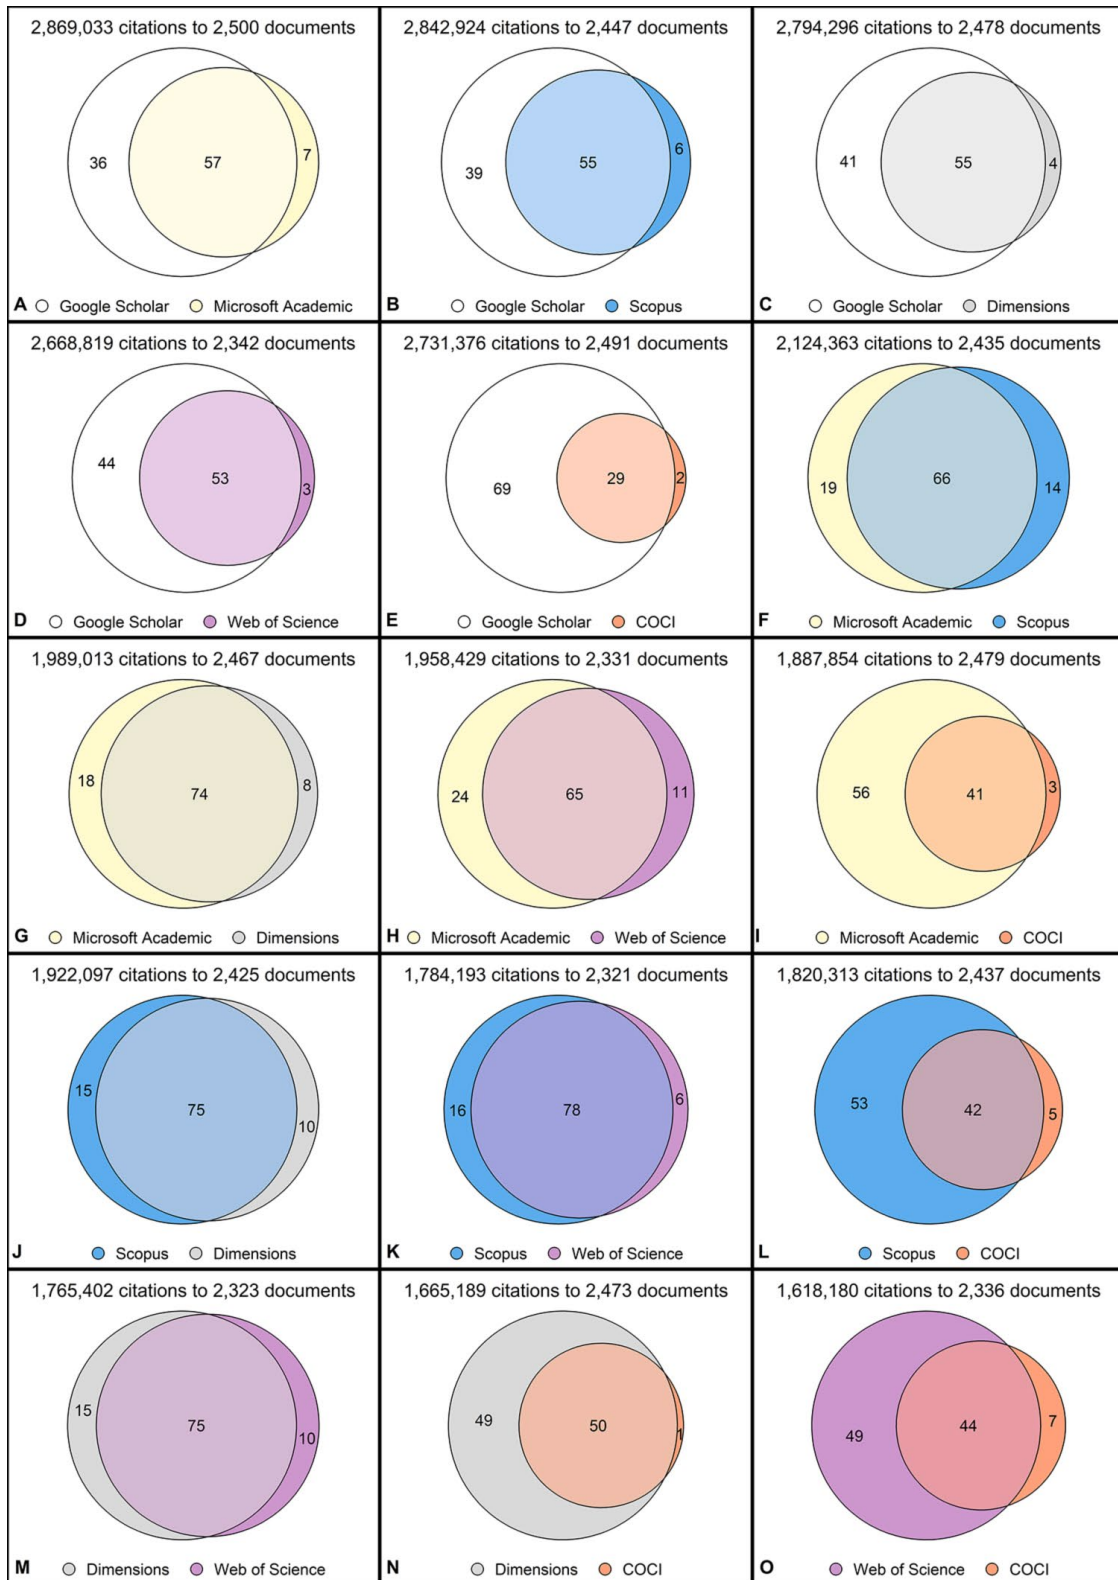 2,869,033 citations to 2,500 documents
36
57
7
A Google Scholar Microsoft Academic
2,842,924 citations to 2,447 documents
39
55
6
B Google Scholar Scopus
2,794,296 citations to 2,478 documents
41
55
4
C Google Scholar Dimensions
2,668,819 citations to 2,342 documents
44
53
3
D Google Scholar Web of Science
2,731,376 citations to 2,491 documents
69
29
2
E Google Scholar COCI
2,124,363 citations to 2,435 documents
19
66
14
F Microsoft Academic Scopus
1,989,013 citations to 2,467 documents
18
74
8
G Microsoft Academic Dimensions
1,958,429 citations to 2,331 documents
24
65
11
H Microsoft Academic Web of Science
1,887,854 citations to 2,479 documents
56
41
3
I Microsoft Academic COCI
1,922,097 citations to 2,425 documents
15
75
10
J Scopus Dimensions
1,784,193 citations to 2,321 documents
16
78
6
K Scopus Web of Science
1,820,313 citations to 2,437 documents
53
42
5
L Scopus COCI
1,765,402 citations to 2,323 documents
15
75
10
M Dimensions Web of Science
1,665,189 citations to 2,473 documents
49
50
1
N Dimensions COCI
1,618,180 citations to 2,336 documents
49
44
7
O Web of Science COCI